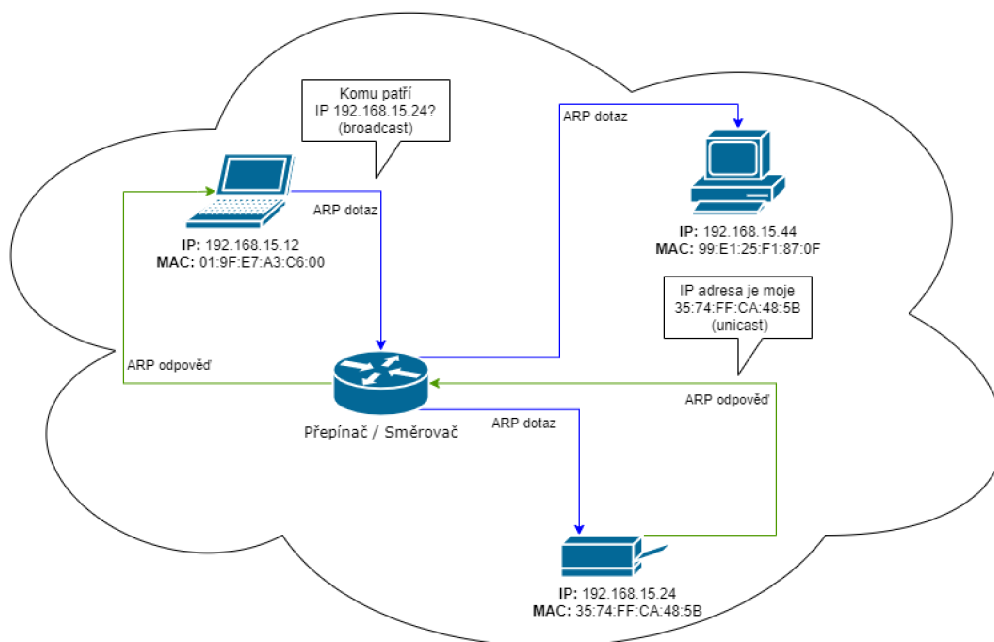 Komu patří
IP 192.168.15.24?
(broadcast)
ARP dotaz
ARP dotaz
IP: 192.168.15.12
MAC: 01:9F:E7:A3:C6:00
IP: 192.168.15.44
MAC: 99:E1:25:F1:87:0F
IP adresa je moje
35:74:FF:CA:48:5B
(unicast)
ARP odpověď
ARP odpověď
Přepínač / Směrovač
ARP dotaz
IP: 192.168.15.24
MAC: 35:74:FF:CA:48:5B